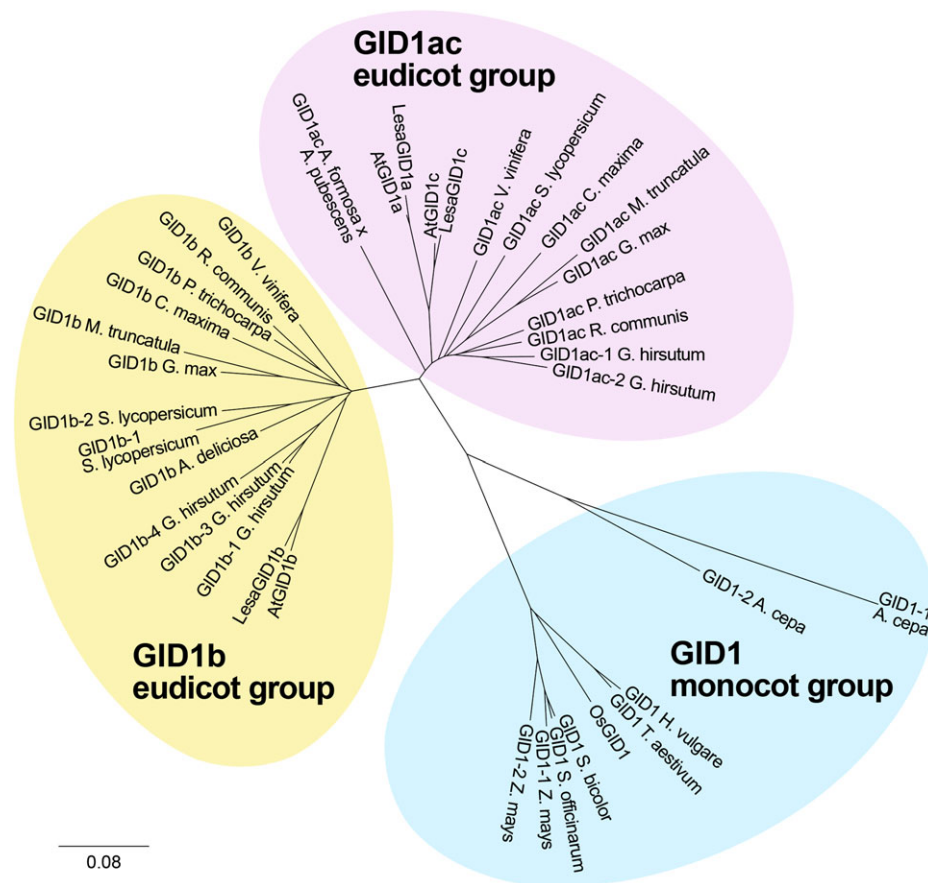 GID1ac
eudicot group
GID1ac A. formosa x
A. pubescens
LesaGID1a
AtGID1a
AtGID1c
LesaGID1c
GID1ac V. vinifera
GID1ac S. lycopersicum
GID1ac C. maxima
GID1ac M. truncatula
GID1ac G. max
GID1ac P. trichocarpa
GID1ac R. communis
GID1ac-1 G. hirsutum
GID1ac-2 G. hirsutum
GID1b V. vinifera
GID1b R. communis
GID1b P. trichocarpa
GID1b C. maxima
GID1b M. truncatula
GID1b G. max
GID1b-2 S. lycopersicum
GID1b-1
S. lycopersicum
GID1b A. deliciosa
GID1b-4 G. hirsutum
GID1b-3 G. hirsutum
GID1b-1 G. hirsutum
LesaGID1b
AtGID1b
GID1b
eudicot group
GID1-2 A. cepa
GID1-1
A. cepa
GID1
monocot group
GID1 H. vulgare
GID1 T. aestivum
OsGID1
GID1 S. bicolor
GID1 S. officinarum
GID1-1 Z. mays
GID1-2 Z. mays
0.08